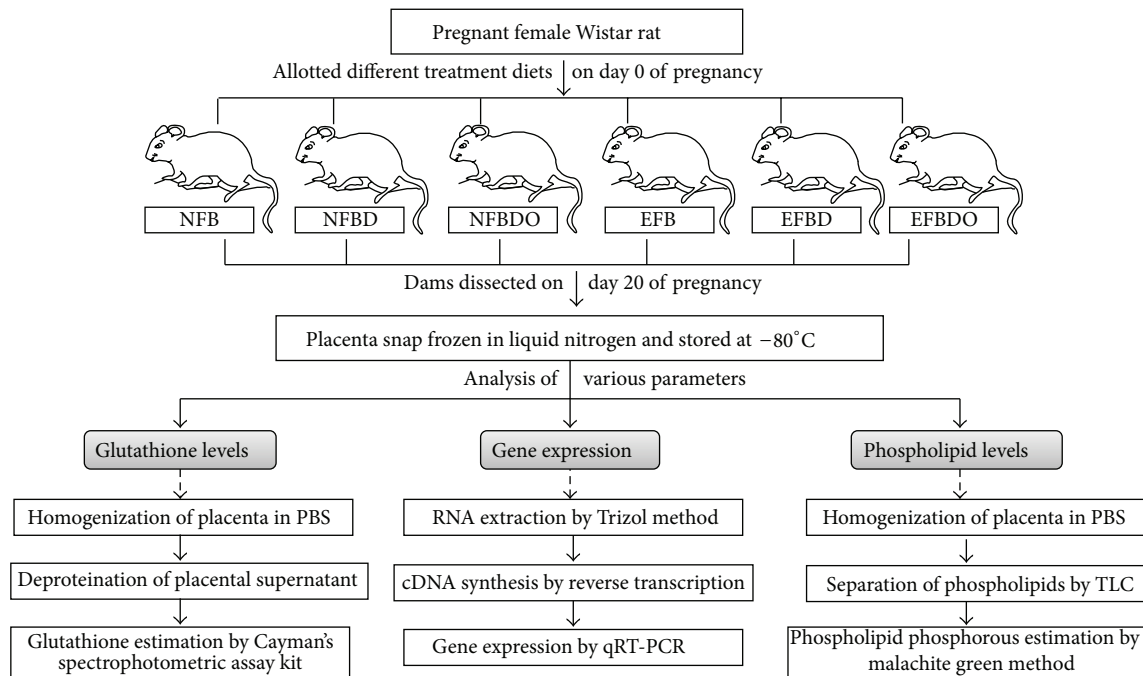 Pregnant female Wistar rat
Allotted different treatment diets on day 0 of pregnancy
NFB NFBD NFBDO EFB EFBD EFBDO
Dams dissected on day 20 of pregnancy
Placenta snap frozen in liquid nitrogen and stored at −80°C
Analysis of various parameters
Glutathione levels Gene expression Phospholipid levels
Homogenization of placenta in PBS RNA extraction by Trizol method Homogenization of placenta in PBS
Deproteination of placental supernatant cDNA synthesis by reverse transcription Separation of phospholipids by TLC
Glutathione estimation by Cayman's
spectrophotometric assay kit
Gene expression by qRT-PCR
Phospholipid phosphorous estimation by
malachite green method